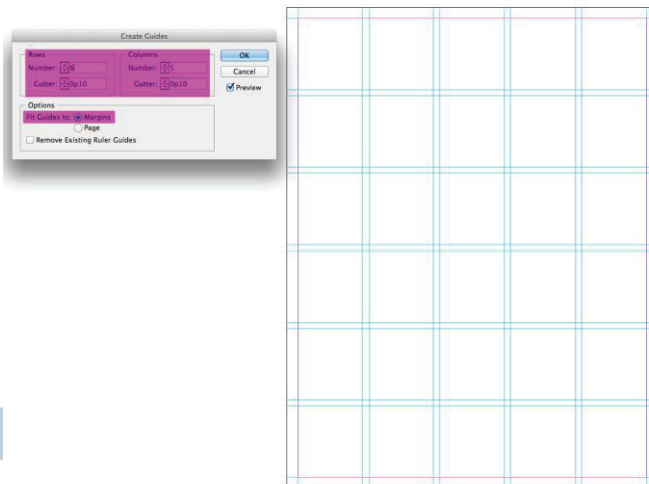 Create Guides
Rows
Number: 6
Gutter: 0p10
Columns
Number: 5
Gutter: 0p10
OK
Cancel
Preview
Options
Fit Guides to: Margins
Page
Remove Existing Ruler Guides